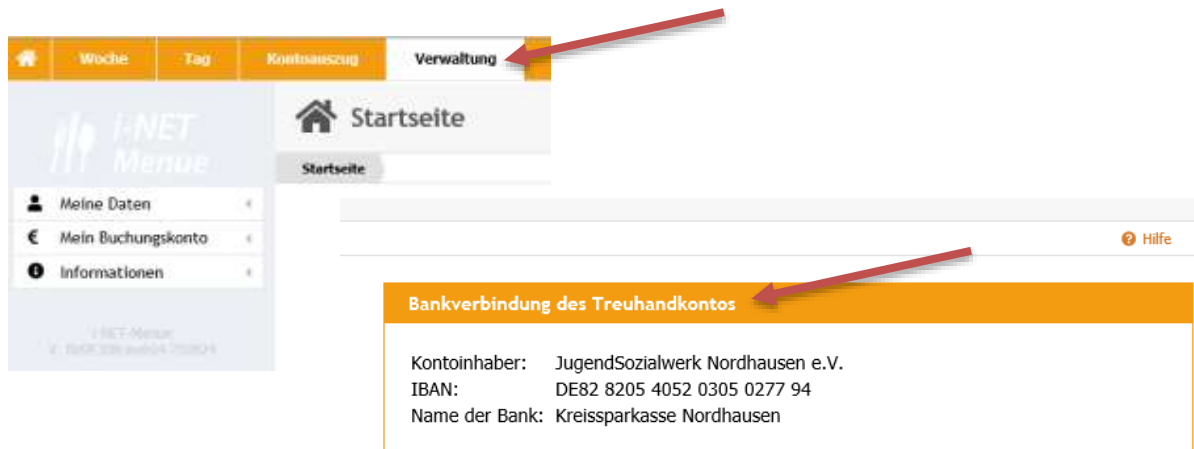 Woche Tag Kontoauszug Verwaltung
Startseite
I-NET
Menue
Startseite
Meine Daten
€ Mein Buchungskonto
Informationen
Hilfe
Bankverbindung des Treuhandkontos
Kontoinhaber: JugendSozialwerk Nordhausen e.V.
IBAN: DE82 8205 4052 0305 0277 94
Name der Bank: Kreissparkasse Nordhausen